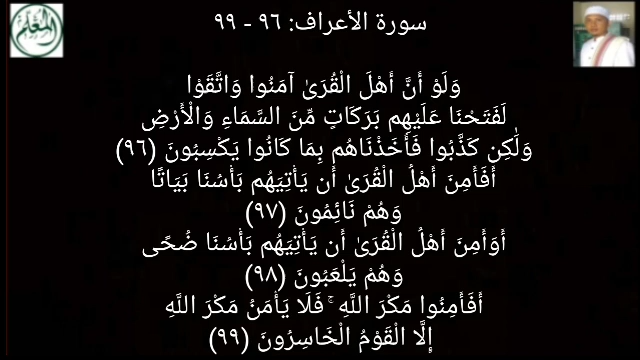 المعلم
سورة الأعراف: ٩٦ - ٩٩
وَلَوْ أَنَّ أَهْلَ الْقُرَىٰ آمَنُوا وَاتَّقَوْا
لَفَتَحْنَا عَلَيْهِم بَرَكَاتٍ مِّنَ السَّمَاءِ وَالْأَرْضِ
وَلَٰكِن كَذَّبُوا فَأَخَذْنَاهُم بِمَا كَانُوا يَكْسِبُونَ (٩٦)
أَفَأَمِنَ أَهْلُ الْقُرَىٰ أَن يَأْتِيَهُم بَأْسُنَا بَيَاتًا
وَهُمْ نَائِمُونَ (٩٧)
أَوَأَمِنَ أَهْلُ الْقُرَىٰ أَن يَأْتِيَهُم بَأْسُنَا ضُحًى
وَهُمْ يَلْعَبُونَ (٩٨)
أَفَأَمِنُوا مَكْرَ اللَّهِ ۚ فَلَا يَأْمَنُ مَكْرَ اللَّهِ
إِلَّا الْقَوْمُ الْخَاسِرُونَ (٩٩)